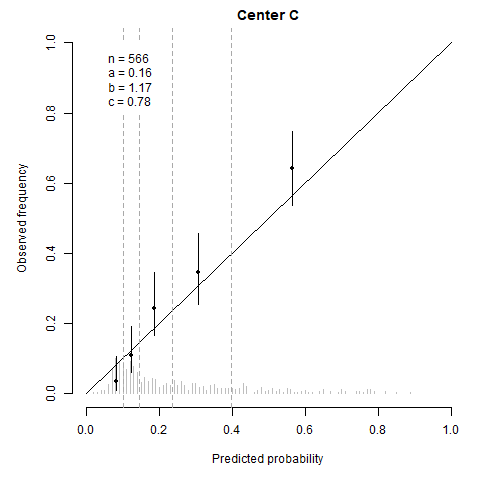 Center C
n = 566
a = 0.16
b = 1.17
c = 0.78
Observed frequency
1.0
0.8
0.6
0.4
0.2
0.0
0.0 0.2 0.4 0.6 0.8 1.0
Predicted probability